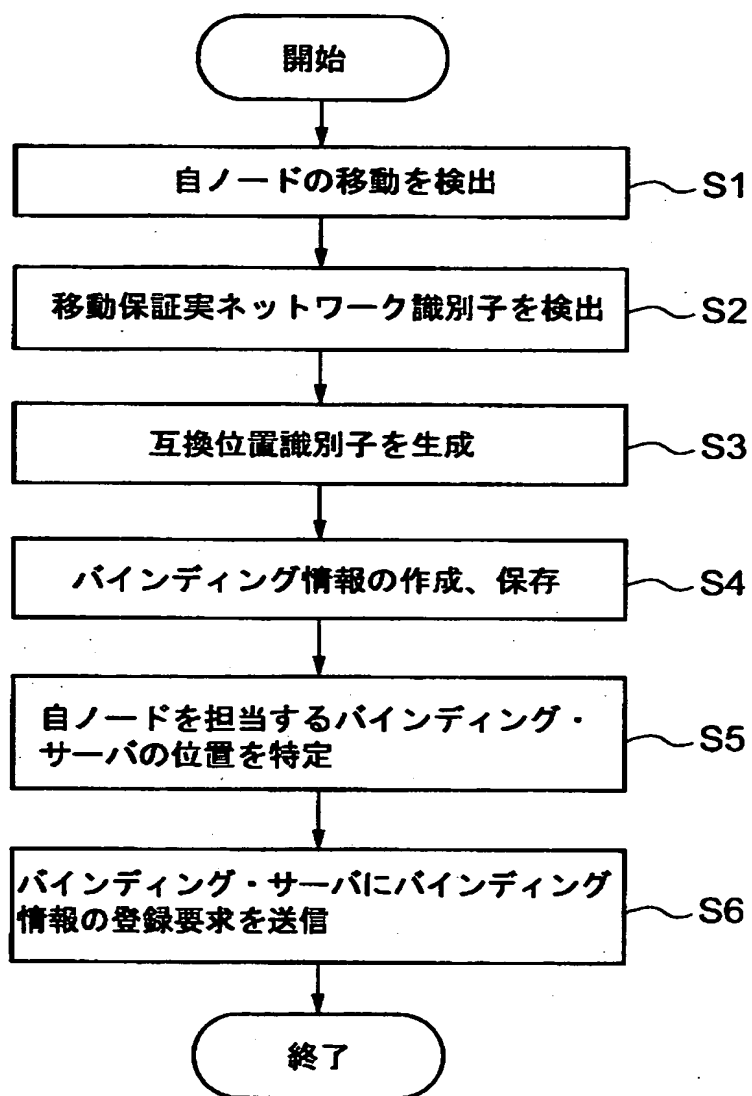 開始
自ノードの移動を検出
S1
移動保証実ネットワーク識別子を検出
S2
互換位置識別子を生成
S3
バインディング情報の作成、保存
S4
自ノードを担当するバインディング・
サーバの位置を特定
S5
バインディング・サーバにバインディング
情報の登録要求を送信
S6
終了